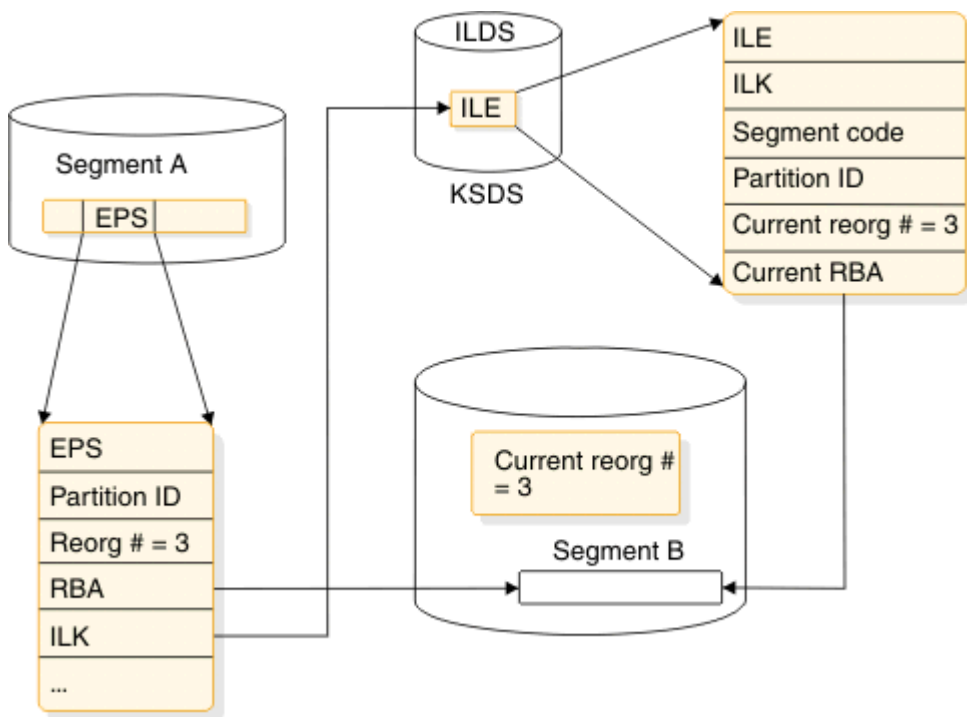 ILDS
ILE
KSDS
ILE
ILK
Segment code
Partition ID
Current reorg # = 3
Current RBA
Segment A
EPS
EPS
Partition ID
Reorg # = 3
RBA
ILK
...
Current reorg #
= 3
Segment B